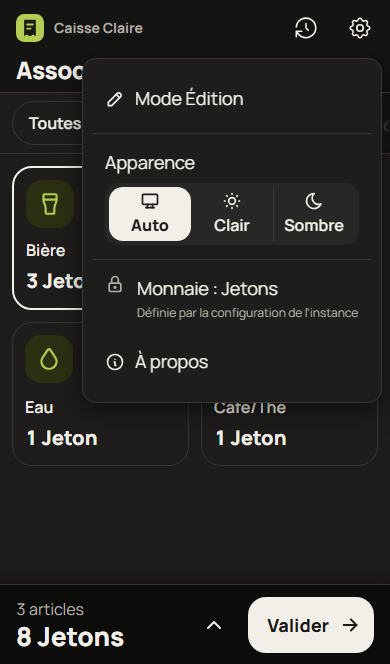 Caisse Claire
Assoc
Mode Édition
Toutes
Apparence
Auto
Clair
Sombre
Bière
3 Jeto
Monnaie : Jetons
Définie par la configuration de l'instance
À propos
Eau
Café/Thé
1 Jeton
1 Jeton
3 articles
8 Jetons
Valider